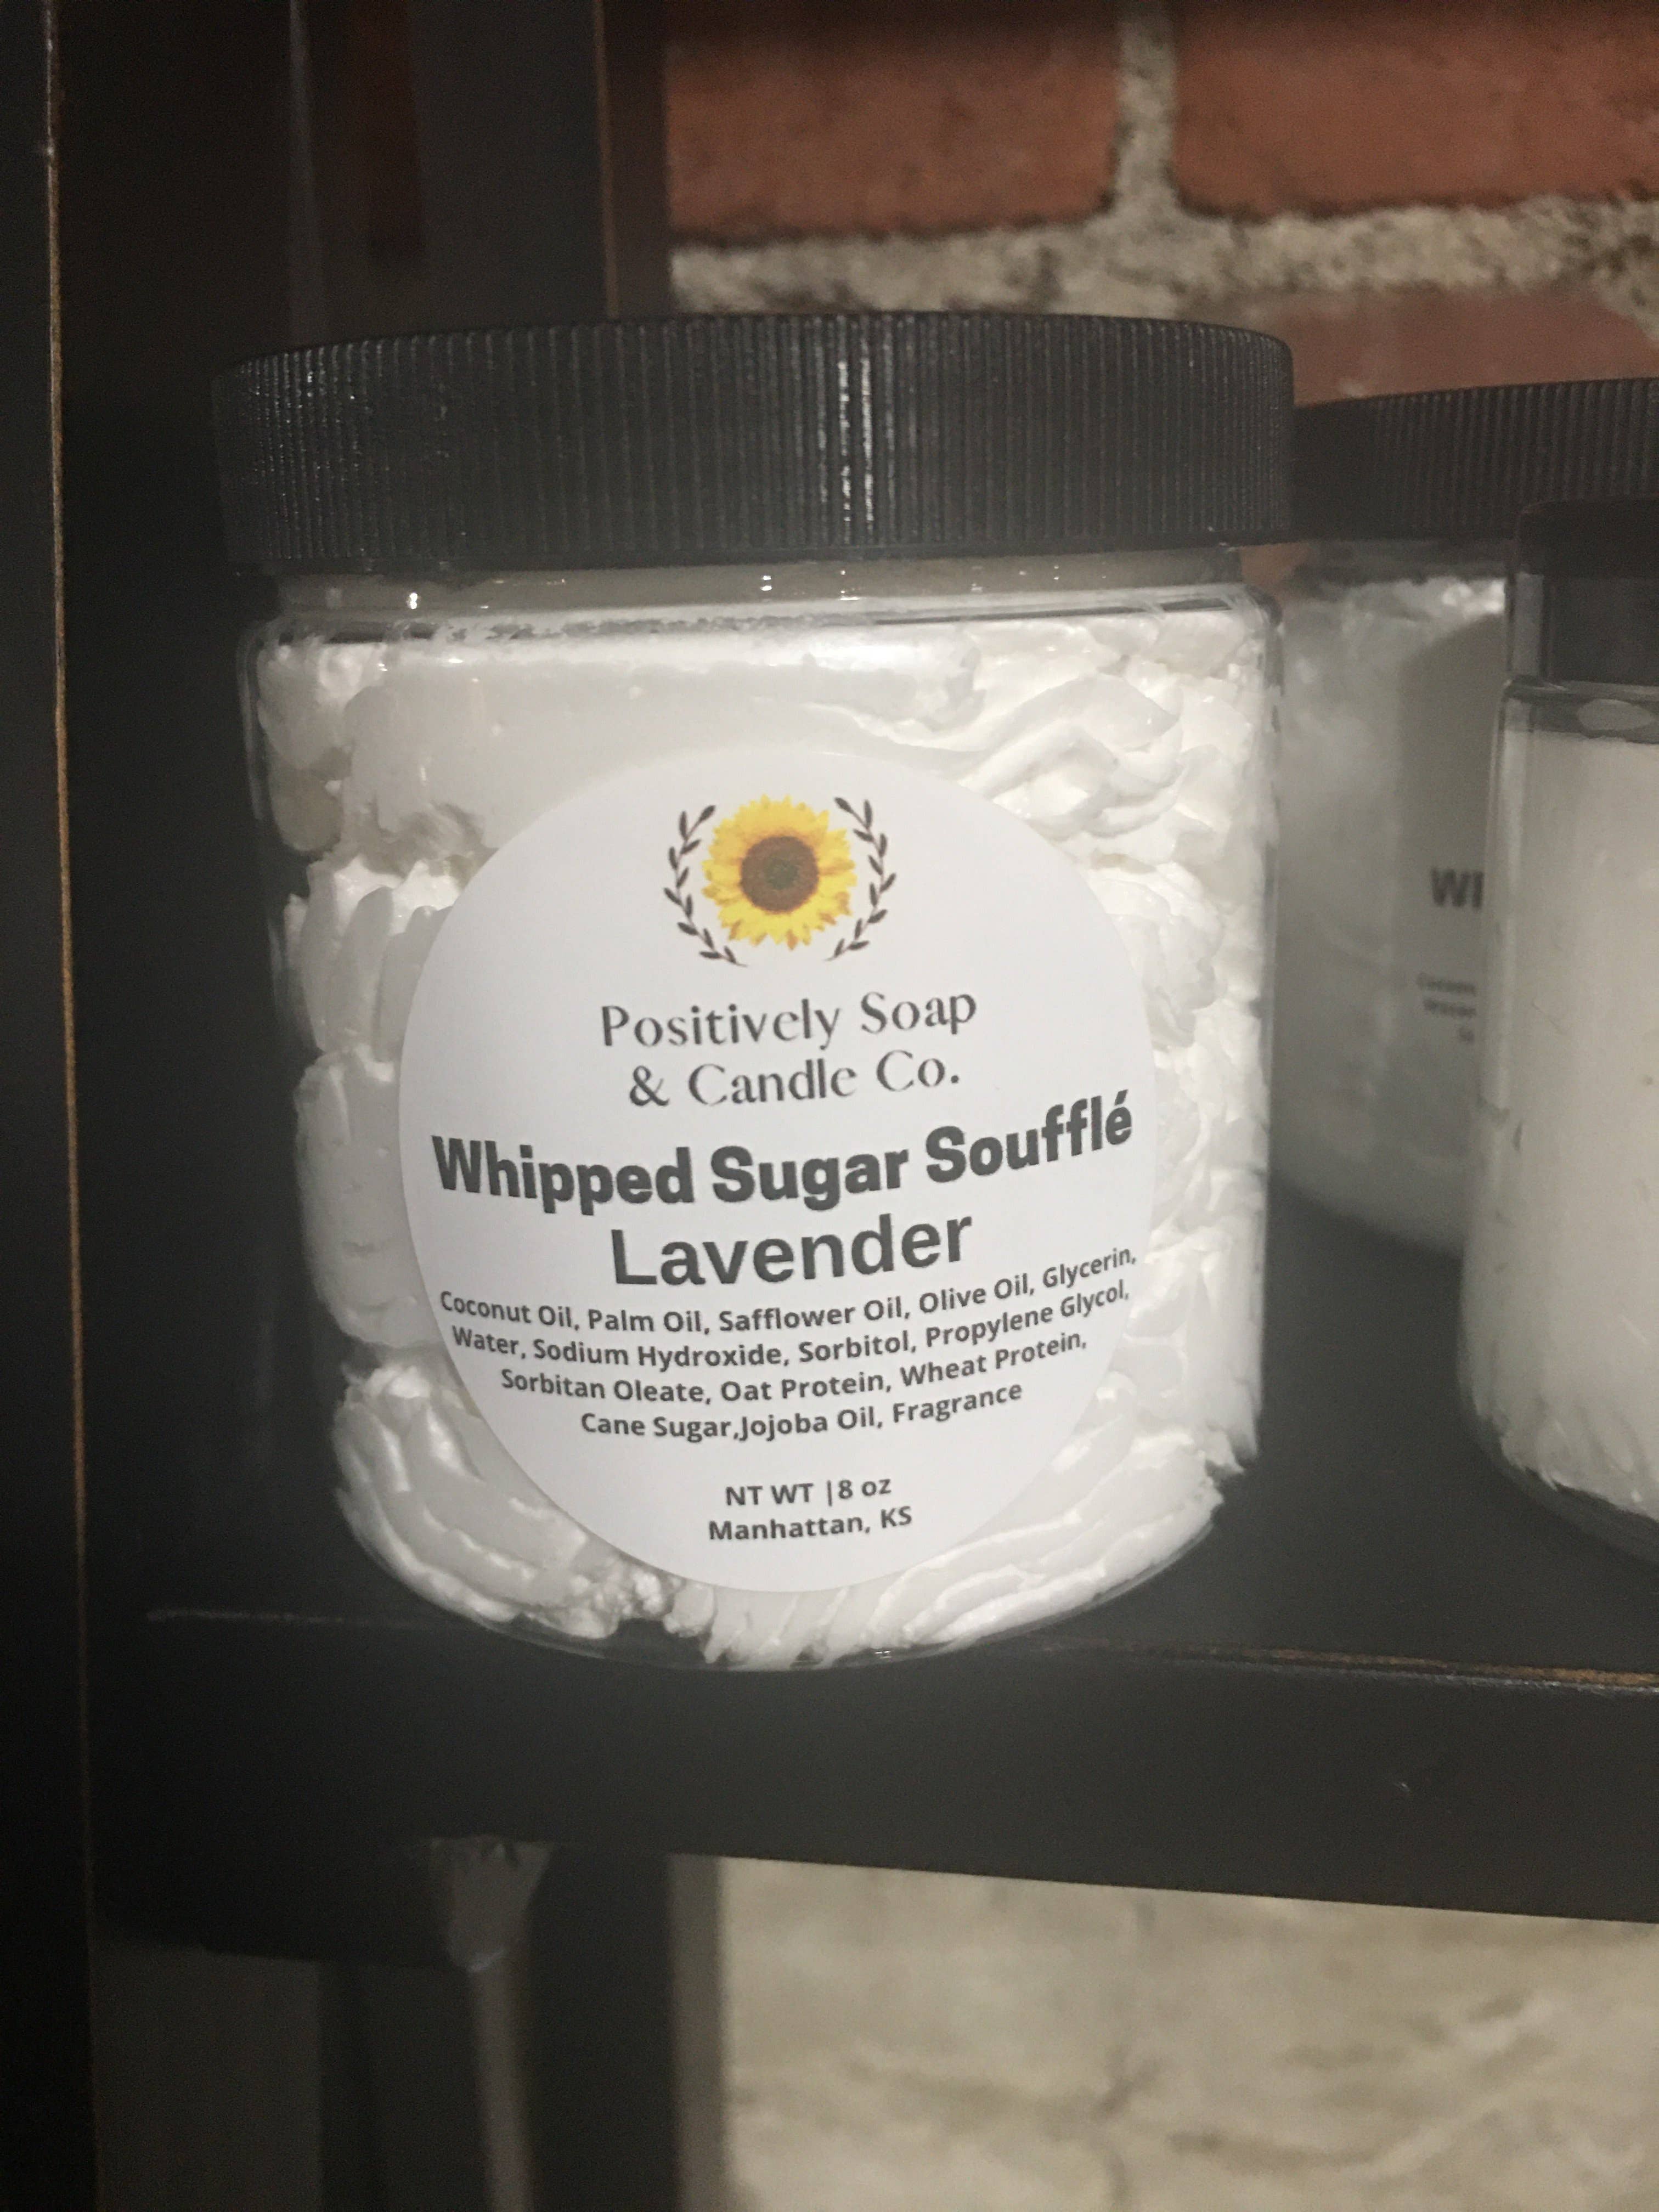 Positively Soap
& Candle Co.
Whipped Sugar Soufflé
Lavender
Coconut Oil, Palm Oil, Safflower Oil, Olive Oil, Glycerin,
Water, Sodium Hydroxide, Sorbitol, Propylene Glycol,
Sorbitan Oleate, Oat Protein, Wheat Protein,
Cane Sugar,Jojoba Oil, Fragrance
NT WT |8 oz
Manhattan, KS